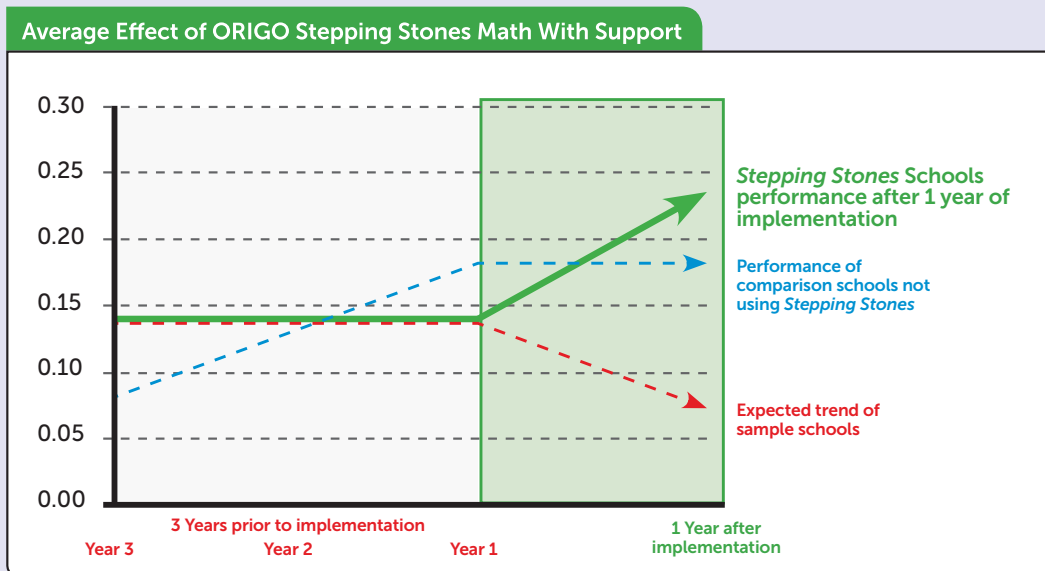 Average Effect of ORIGO Stepping Stones Math With Support
0.30
0.25
0.20
0.15
0.10
0.05
0.00
Stepping Stones Schools
performance after 1 year of
implementation
Performance of
comparison schools not
using Stepping Stones
Expected trend of
sample schools
3 Years prior to implementation
Year 3
Year 2
Year 1
1 Year after
implementation